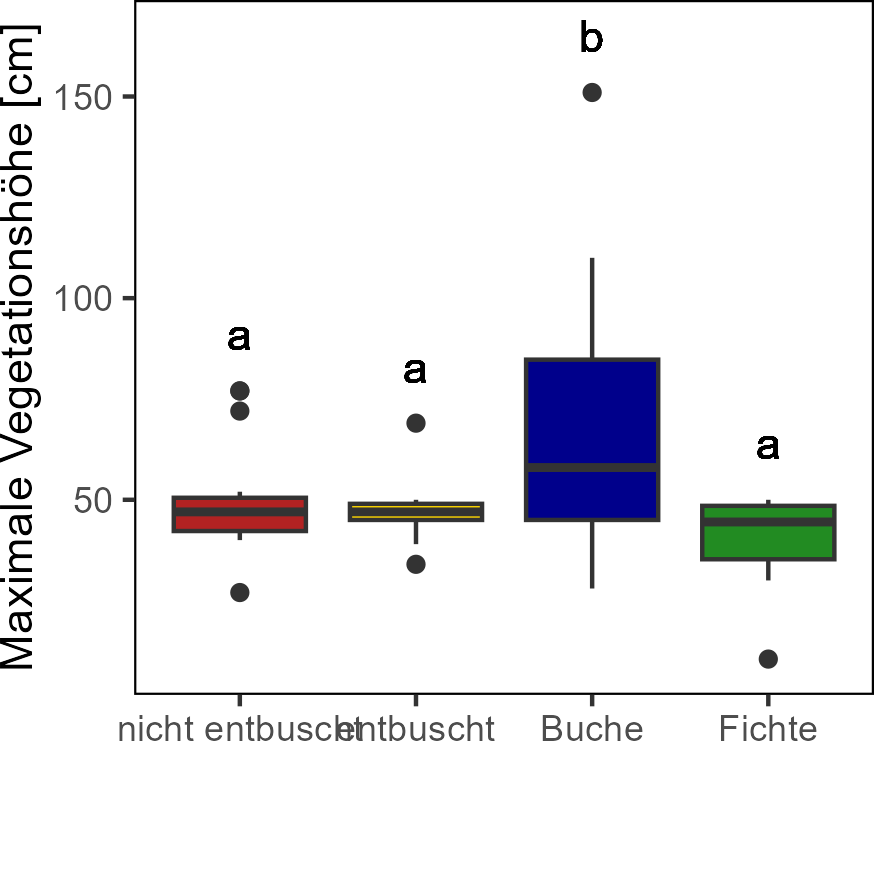 Maximale Vegetationshöhe [cm]
150
100
50
b
a
a
a
nicht entbuscht
entbuscht
Buche
Fichte